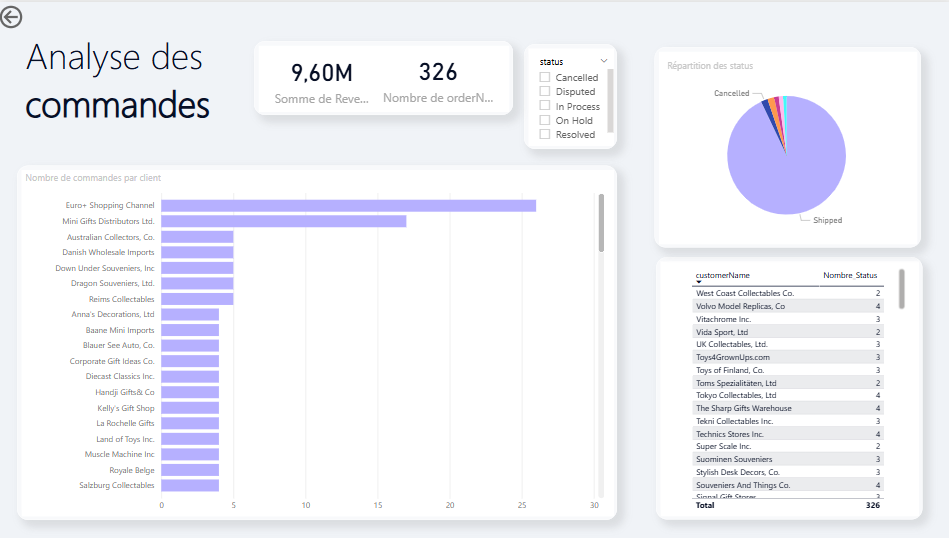 Analyse des
commandes
9,60M
Somme de Reve...
326
Nombre de orderN...
status
Cancelled
Disputed
In Process
On Hold
Resolved
Répartition des status
Cancelled
Shipped
Nombre de commandes par client
Euro+ Shopping Channel
Mini Gifts Distributors Ltd.
Australian Collectors, Co.
Danish Wholesale Imports
Down Under Souveniers, Inc
Dragon Souveniers, Ltd.
Reims Collectables
Anna's Decorations, Ltd
Baane Mini Imports
Blauer See Auto, Co.
Corporate Gift Ideas Co.
Diecast Classics Inc.
Handji Gifts& Co
Kelly's Gift Shop
La Rochelle Gifts
Land of Toys Inc.
Muscle Machine Inc
Royale Belge
Salzburg Collectables
0 5 10 15 20 25 30
customerName Nombre Status
West Coast Collectables Co. 2
Volvo Model Replicas, Co 4
Vitachrome Inc. 3
Vida Sport, Ltd 2
UK Collectables, Ltd. 3
Toys4GrownUps.com 3
Toys of Finland, Co. 3
Toms Spezialitäten, Ltd 2
Tokyo Collectables, Ltd 4
The Sharp Gifts Warehouse 4
Tekni Collectables Inc. 3
Technics Stores Inc. 4
Super Scale Inc. 2
Suominen Souveniers 3
Stylish Desk Decors, Co. 3
Souveniers And Things Co. 4
Signal Gift Stores 3
Total 326